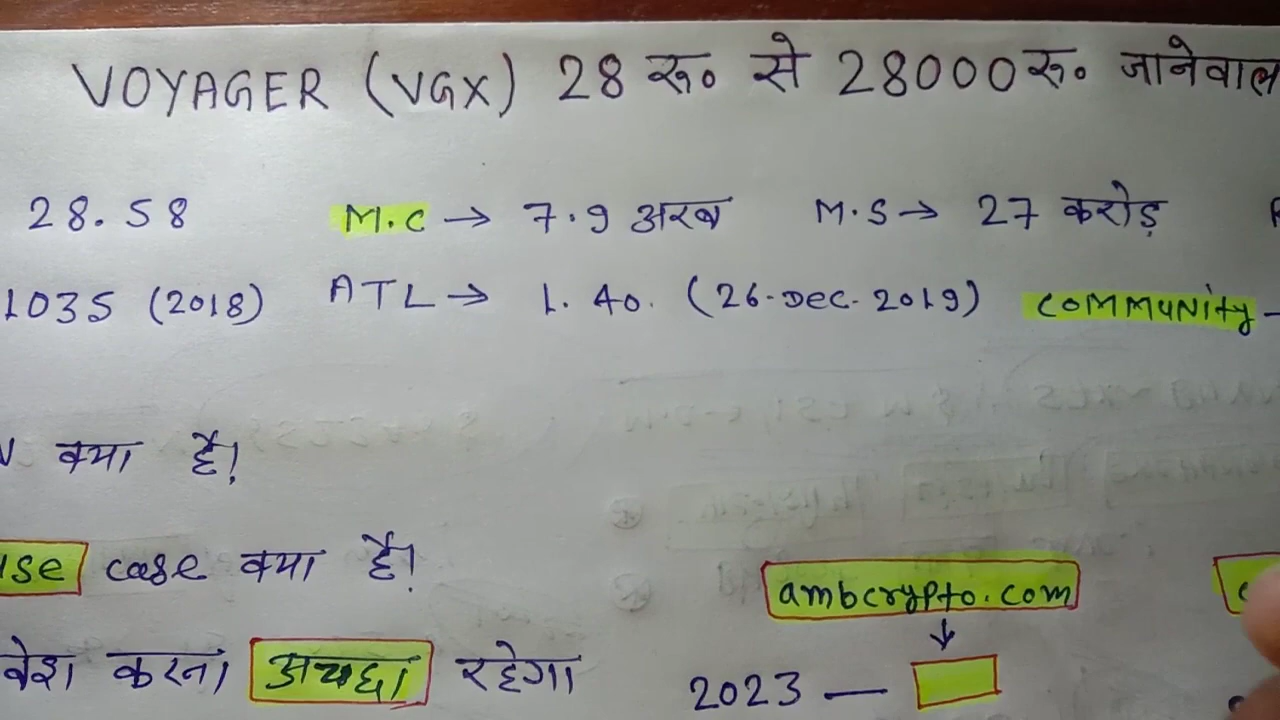 VOYAGER (VGX) 28 रू० से 28000 रू० जानेवाल
28.58 M.C → 7.9 अरब M.S → 27 करोड़
1035 (2018) ATL → 1.40. (26-DEC-2019) COMMUNITY -
क्या है!
use case क्या है!
ambcrypto.com
वेश करना अच्छा रहेगा
2023 —